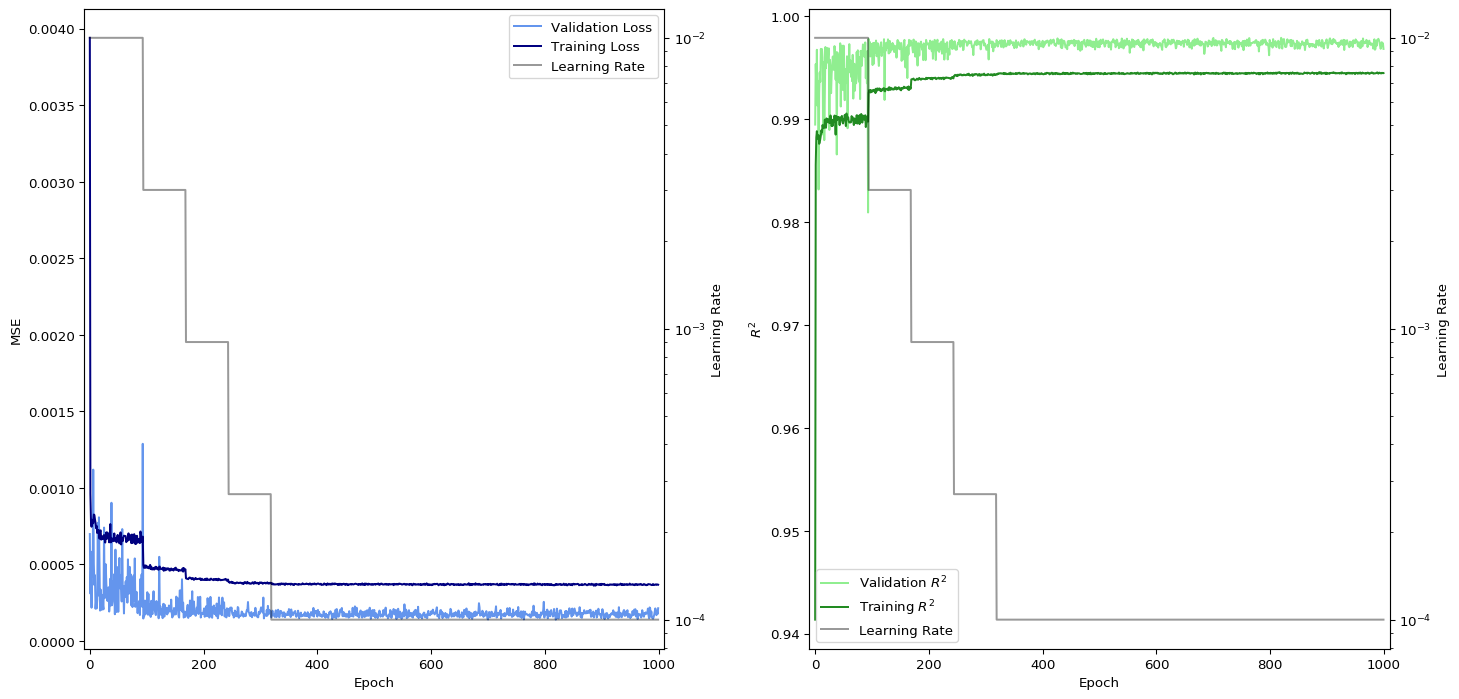 0.0040
0.0035
0.0030
0.0025
0.0020
0.0015
0.0010
0.0005
0.0000
MSE
0
200
400
600
800
1000
Epoch
10⁻²
10⁻³
10⁻⁴
Learning Rate
Validation Loss
Training Loss
Learning Rate
1.00
0.99
0.98
0.97
0.96
0.95
0.94
R²
0
200
400
600
800
1000
Epoch
10⁻²
10⁻³
10⁻⁴
Learning Rate
Validation R²
Training R²
Learning Rate